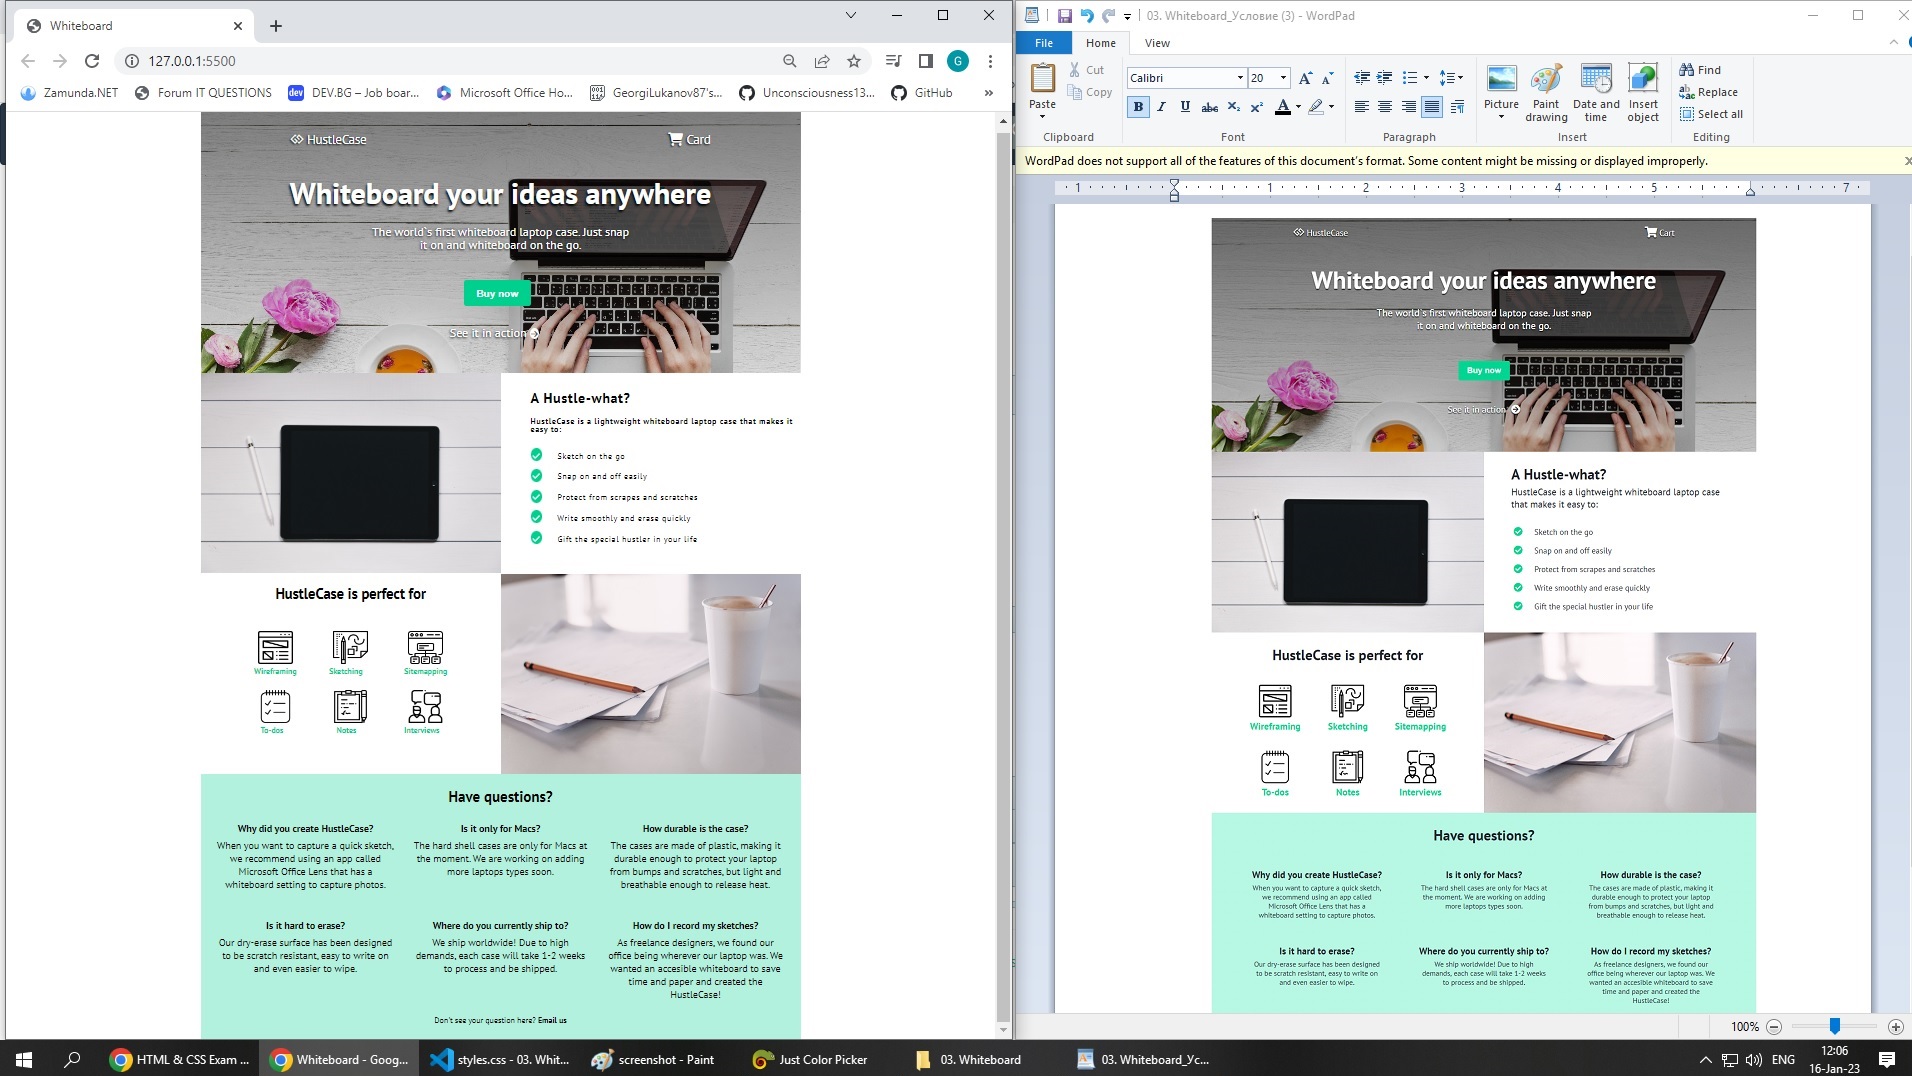 Whiteboard
127.0.0.1:5500
Zamunda.NET
Forum IT QUESTIONS
DEV.BG – Job boar...
Microsoft Office Ho...
GeorgiLukanov87's...
Unconsciousness13...
GitHub
»
HustleCase
Card
Whiteboard your ideas anywhere
The world`s first whiteboard laptop case. Just snap
it on and whiteboard on the go.
Buy now
See it in action
A Hustle-what?
HustleCase is a lightweight whiteboard laptop case that makes it
easy to:
Sketch on the go
Snap on and off easily
Protect from scrapes and scratches
Write smoothly and erase quickly
Gift the special hustler in your life
HustleCase is perfect for
Wireframing
Sketching
Sitemapping
To-dos
Notes
Interviews
Have questions?
Why did you create HustleCase?
When you want to capture a quick sketch,
we recommend using an app called
Microsoft Office Lens that has a
whiteboard setting to capture photos.
Is it only for Macs?
The hard shell cases are only for Macs at
the moment. We are working on adding
more laptops types soon.
How durable is the case?
The cases are made of plastic, making it
durable enough to protect your laptop
from bumps and scratches, but light and
breathable enough to release heat.
Is it hard to erase?
Our dry-erase surface has been designed
to be scratch resistant, easy to write on
and even easier to wipe.
Where do you currently ship to?
We ship worldwide! Due to high
demands, each case will take 1-2 weeks
to process and be shipped.
How do I record my sketches?
As freelance designers, we found our
office being wherever our laptop was. We
wanted an accesible whiteboard to save
time and paper and created the
HustleCase!
Don't see your question here? Email us
03. Whiteboard_Условие (3) - WordPad
File
Home
View
Paste
Cut
Copy
Clipboard
Calibri
20
B I U abc X₂ X²
A
Font
Paragraph
Picture
Paint
drawing
Date and
time
Insert
object
Insert
Find
Replace
Select all
Editing
WordPad does not support all of the features of this document's format. Some content might be missing or displayed improperly.
1 1 2 3 4 5 7
HustleCase
Cart
Whiteboard your ideas anywhere
The world`s first whiteboard laptop case. Just snap
it on and whiteboard on the go.
Buy now
See it in action
A Hustle-what?
HustleCase is a lightweight whiteboard laptop case
that makes it easy to:
Sketch on the go
Snap on and off easily
Protect from scrapes and scratches
Write smoothly and erase quickly
Gift the special hustler in your life
HustleCase is perfect for
Wireframing
Sketching
Sitemapping
To-dos
Notes
Interviews
Have questions?
Why did you create HustleCase?
When you want to capture a quick sketch,
we recommend using an app called
Microsoft Office Lens that has a
whiteboard setting to capture photos.
Is it only for Macs?
The hard shell cases are only for Macs at
the moment. We are working on adding
more laptops types soon.
How durable is the case?
The cases are made of plastic, making it
durable enough to protect your laptop
from bumps and scratches, but light and
breathable enough to release heat.
Is it hard to erase?
Our dry-erase surface has been designed
to be scratch resistant, easy to write on
and even easier to wipe.
Where do you currently ship to?
We ship worldwide! Due to high
demands, each case will take 1-2 weeks
to process and be shipped.
How do I record my sketches?
As freelance designers, we found our
office being wherever our laptop was. We
wanted an accesible whiteboard to save
time and paper and created the
HustleCase!
100%
HTML & CSS Exam ...
Whiteboard - Goog...
styles.css - 03. Whit...
screenshot - Paint
Just Color Picker
03. Whiteboard
03. Whiteboard_Ус...
ENG
12:06
16-Jan-23